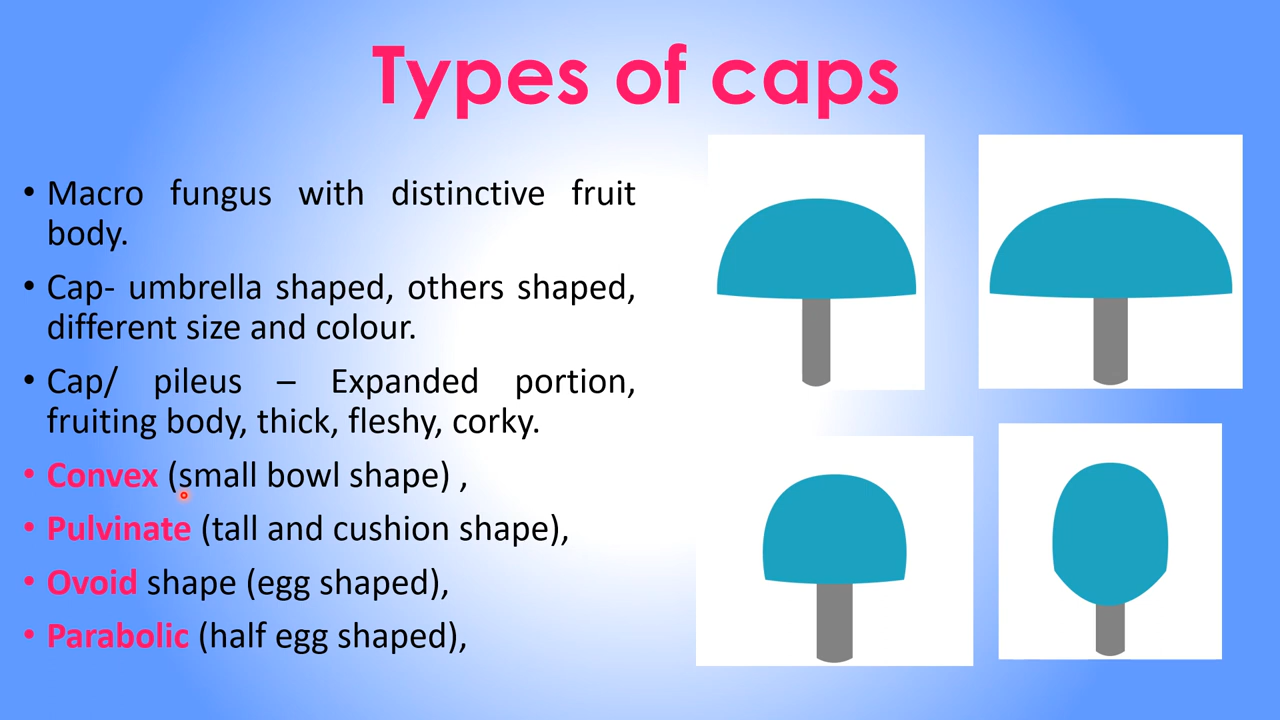 Types of caps
• Macro fungus with distinctive fruit
body.
• Cap- umbrella shaped, others shaped,
different size and colour.
• Cap/ pileus – Expanded portion,
fruiting body, thick, fleshy, corky.
• Convex (small bowl shape) ,
• Pulvinate (tall and cushion shape),
• Ovoid shape (egg shaped),
• Parabolic (half egg shaped),